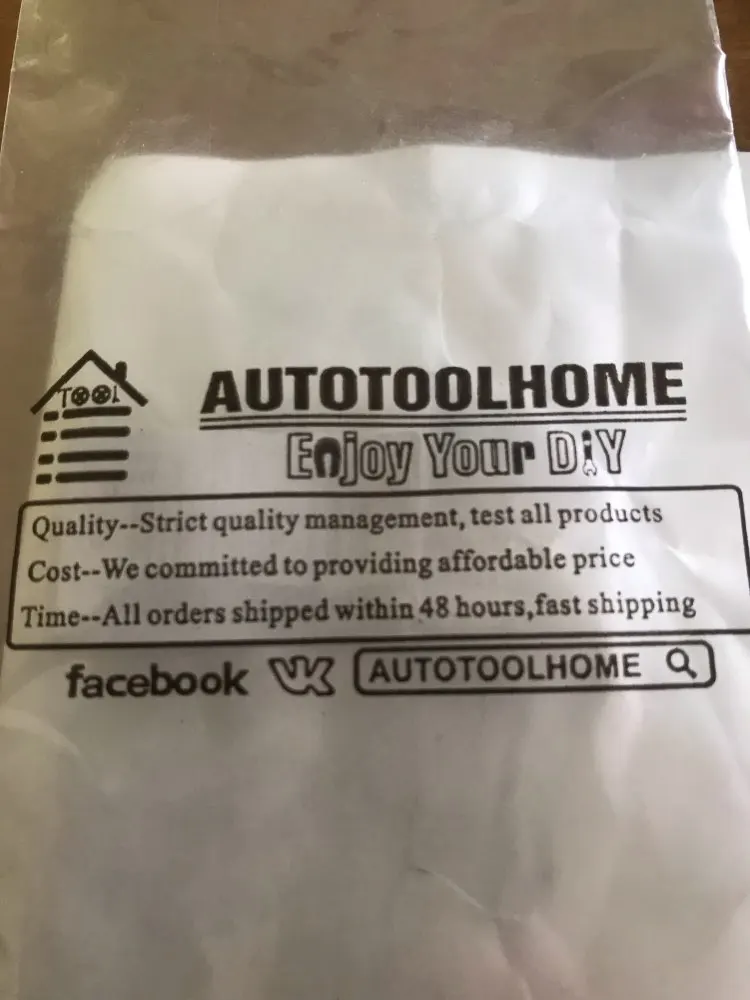 TOOL
AUTOTOOLHOME
Enjoy Your DiY
Quality--Strict quality management, test all products
Cost--We committed to providing affordable price
Time--All orders shipped within 48 hours,fast shipping
facebook VK AUTOTOOLHOME